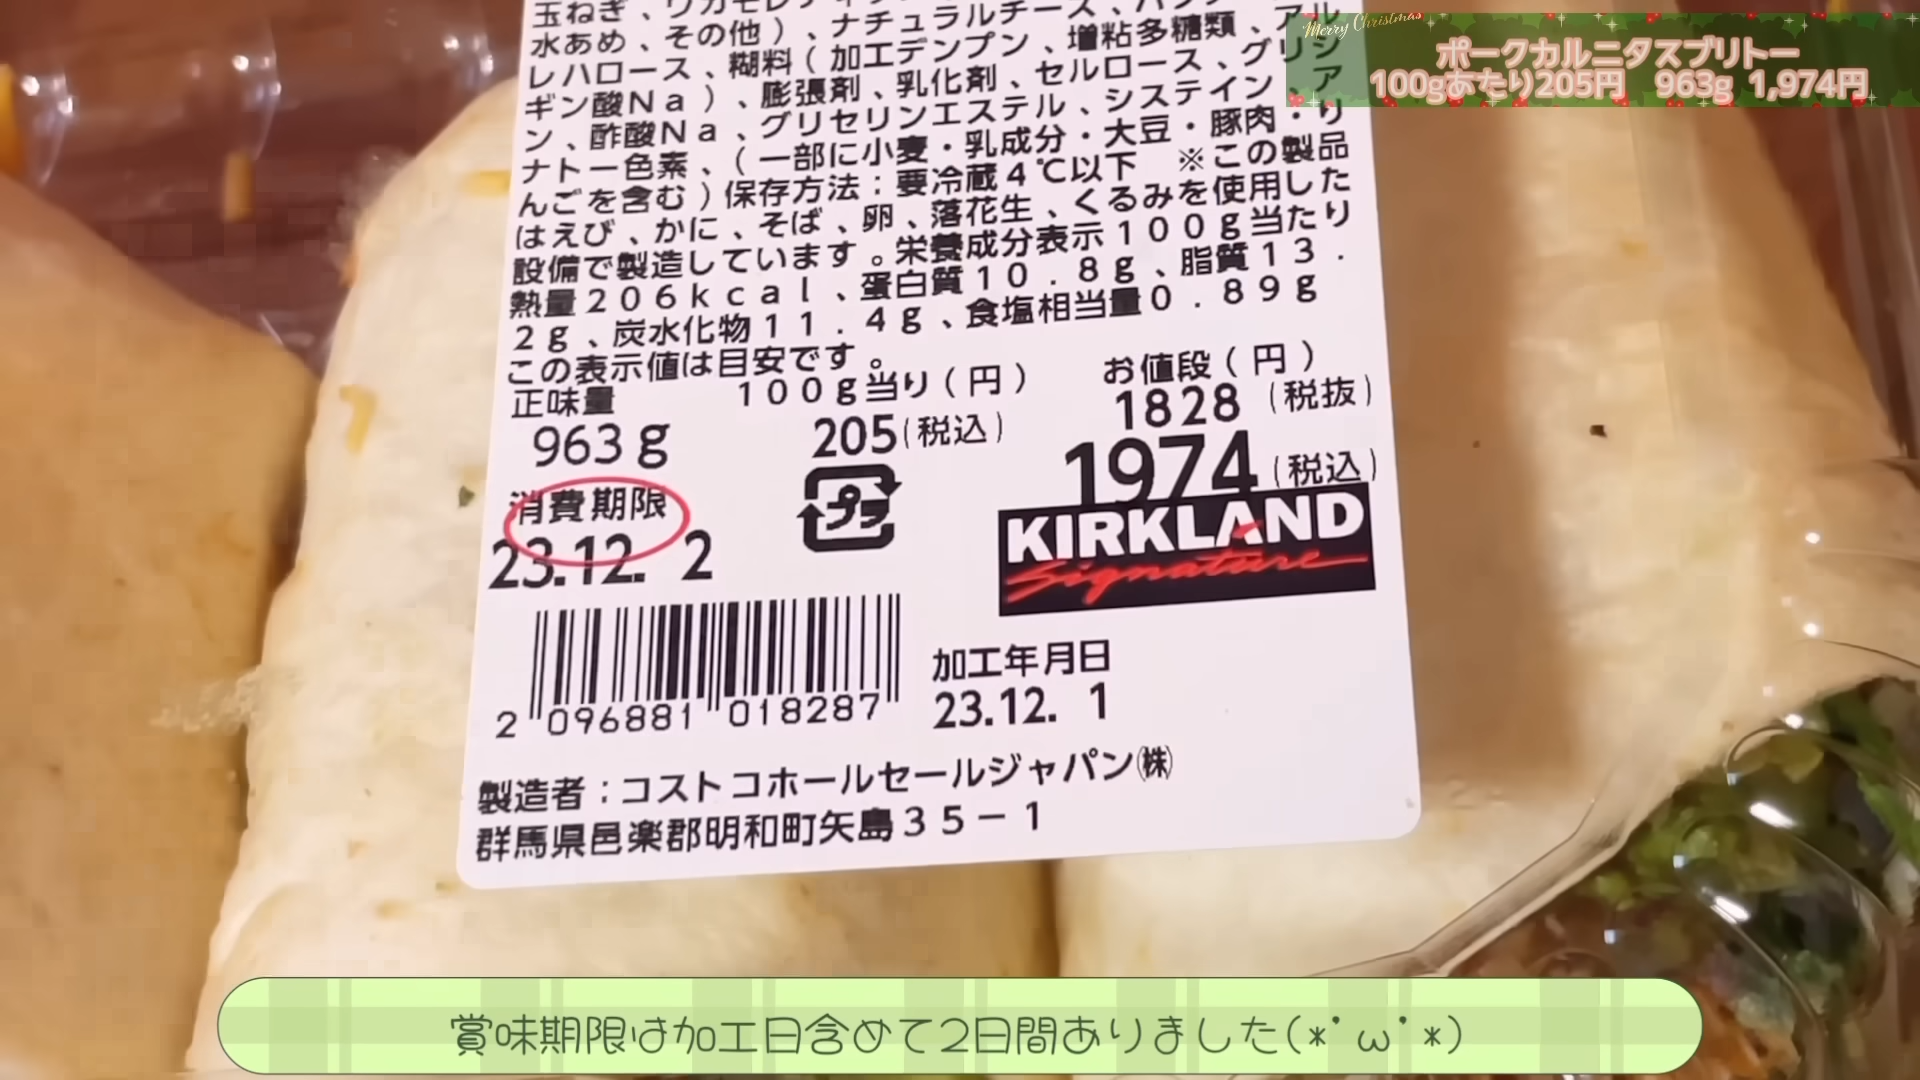 Merry Christmas
ポークカルニタスブリトー
100gあたり205円 963g 1,974円
水あめ、その他)、ナチュラルチーズ、
レハロース、糊料(加工デンプン、増粘多糖類、アル
ギン酸Na)、膨張剤、乳化剤、セルロース、グリシ
ン、酢酸Na、グリセリンエステル、システイン、ア
ナトー色素、(一部に小麦・乳成分・大豆・豚肉・り
んごを含む)保存方法:要冷蔵4℃以下 ※この製品
はえび、かに、そば、卵、落花生、くるみを使用した
設備で製造しています。栄養成分表示100g当たり
熱量206kcal、蛋白質10.8g、脂質13.
2g、炭水化物11.4g、食塩相当量0.89g
この表示値は目安です。
正味量 100g当り(円) お値段(円)
963g 205(税込) 1828(税抜)
1974(税込)
消費期限
23.12. 2
プラ
KIRKLAND
Signature
2 096881 018287
加工年月日
23.12. 1
製造者:コストコホールセールジャパン㈱
群馬県邑楽郡明和町矢島35-1
賞味期限は加工日含めて2日間ありました(*˙ω˙*)